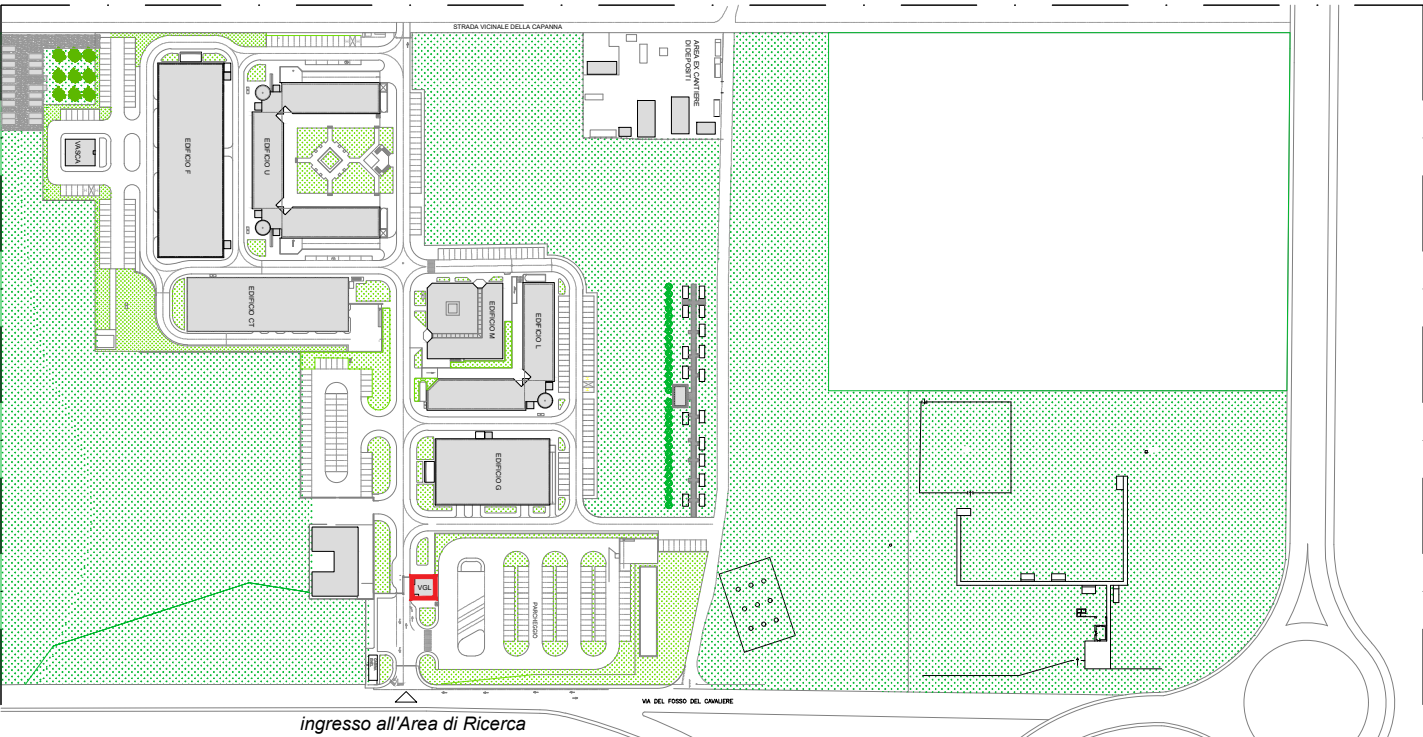 STRADA VICINALE DELLA CAPANNA
AREA EX CANTIERE
DI DEPOSITI
EDIFICIO F
EDIFICIO U
VASCA
EDIFICIO CT
EDIFICIO M
EDIFICIO L
EDIFICIO G
VGL
PARCHEGGIO
VIA DEL FOSSO DEL CAVALIERE
ingresso all'Area di Ricerca